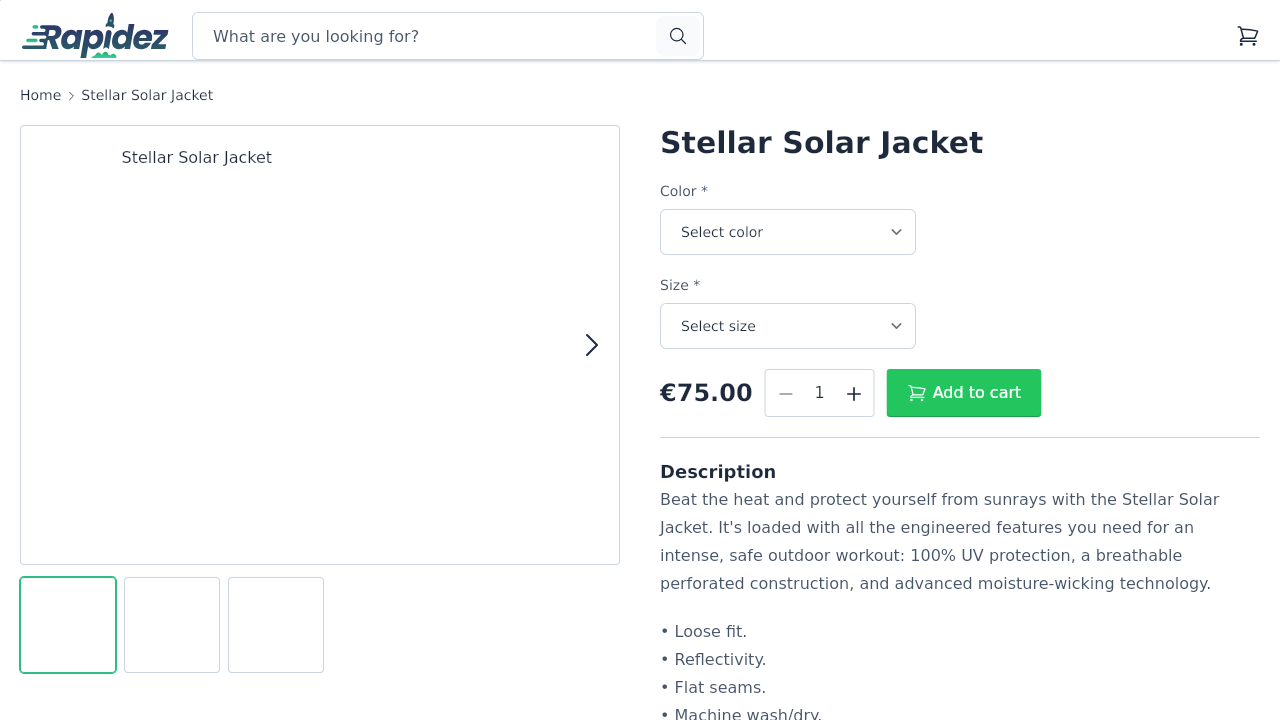 Rapidez
What are you looking for?
Home
Stellar Solar Jacket
Stellar Solar Jacket
Stellar Solar Jacket
Color *
Select color
Size *
Select size
€75.00
1
Add to cart
Description
Beat the heat and protect yourself from sunrays with the Stellar Solar
Jacket. It's loaded with all the engineered features you need for an
intense, safe outdoor workout: 100% UV protection, a breathable
perforated construction, and advanced moisture-wicking technology.
• Loose fit.
• Reflectivity.
• Flat seams.
• Machine wash/dry.